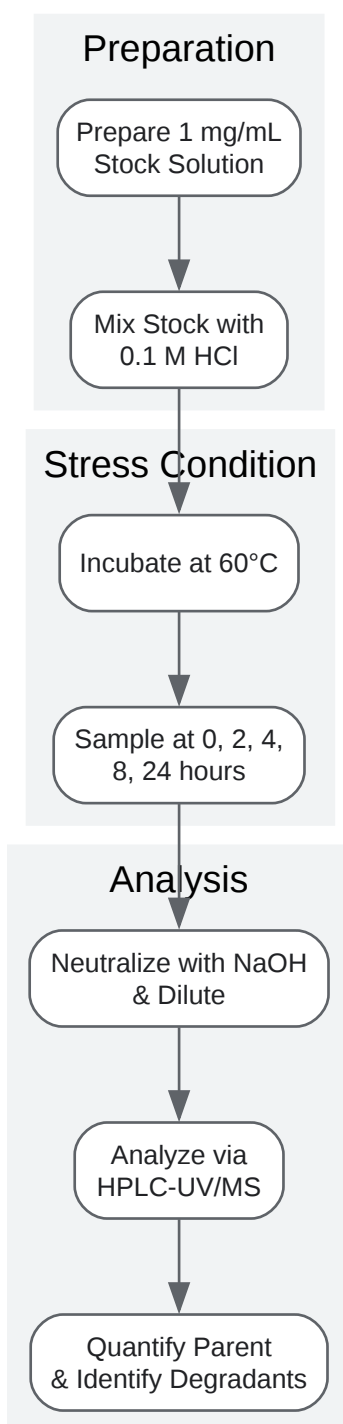 Preparation
Prepare 1 mg/mL
Stock Solution
Mix Stock with
0.1 M HCl
Stress Condition
Incubate at 60°C
Sample at 0, 2, 4,
8, 24 hours
Analysis
Neutralize with NaOH
& Dilute
Analyze via
HPLC-UV/MS
Quantify Parent
& Identify Degradants